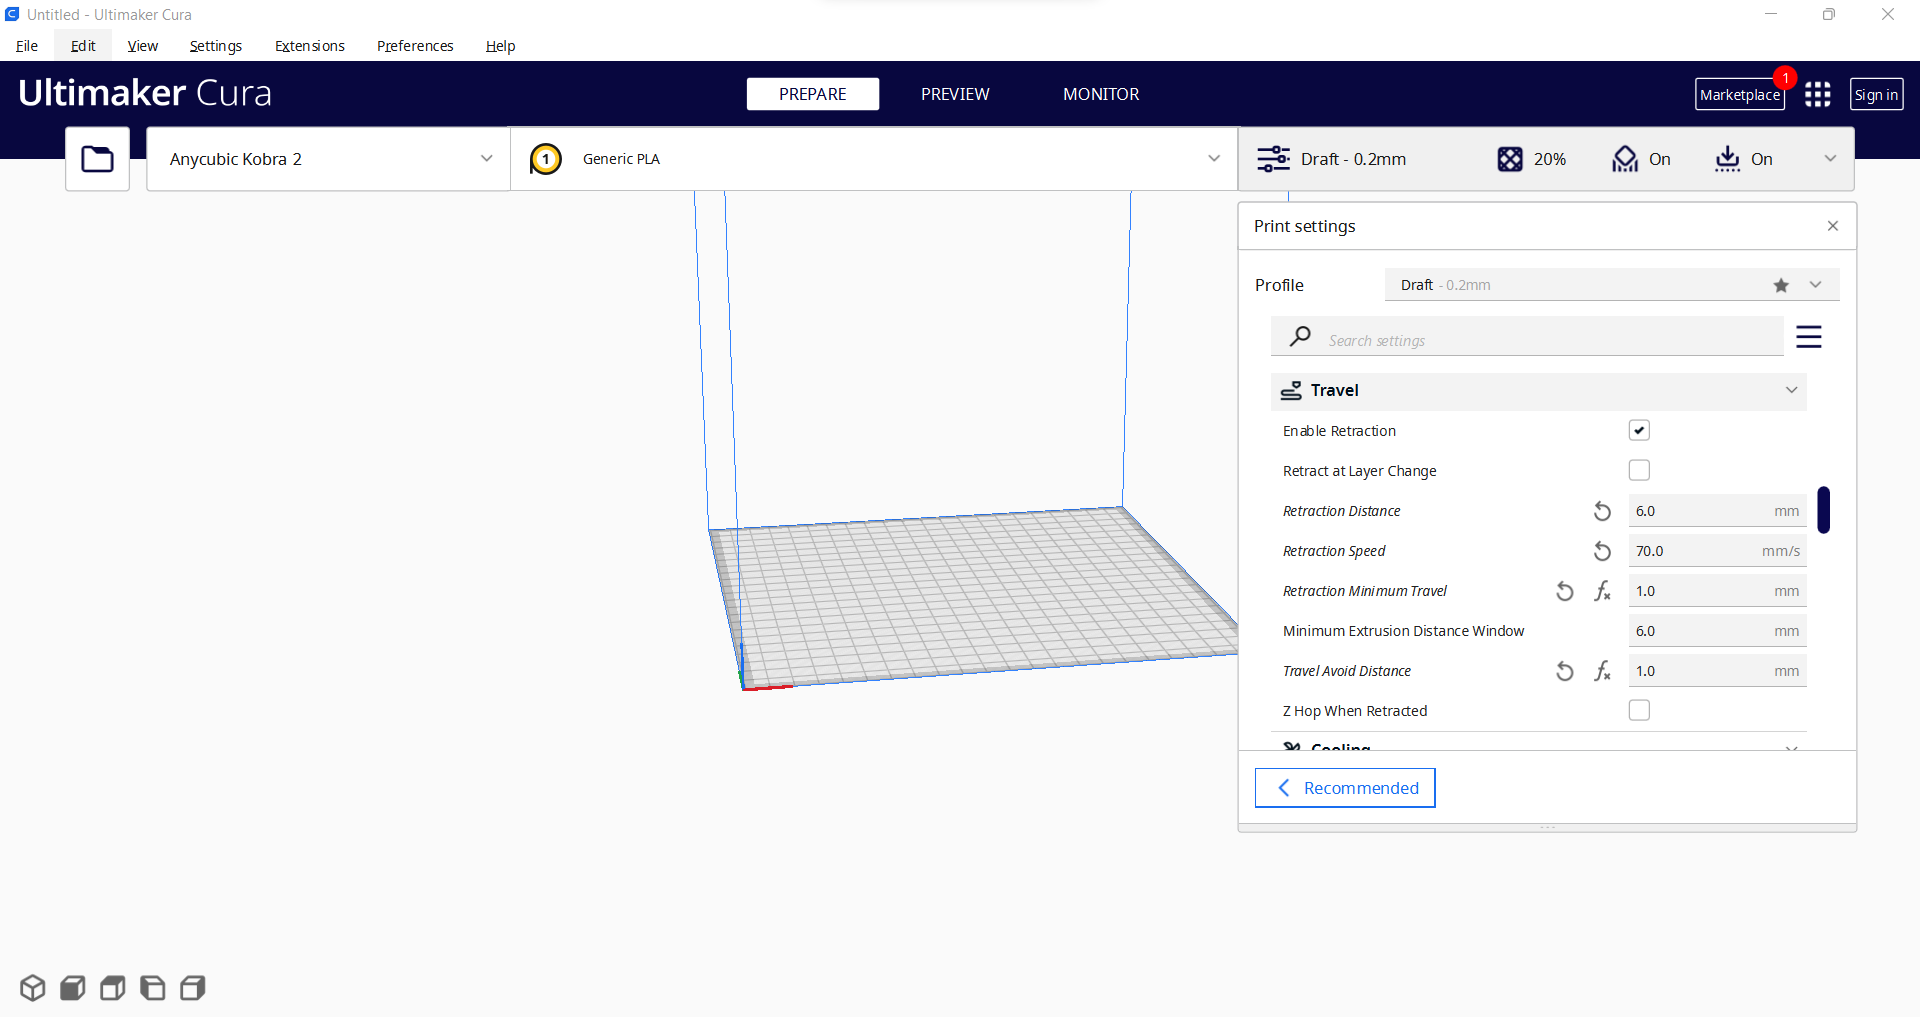 Untitled - Ultimaker Cura
File Edit View Settings Extensions Preferences Help
Ultimaker Cura
PREPARE PREVIEW MONITOR
1
Marketplace Sign in
Anycubic Kobra 2
1 Generic PLA
Draft - 0.2mm 20% On On
Print settings
Profile Draft - 0.2mm
Search settings
Travel
Enable Retraction
Retract at Layer Change
Retraction Distance 6.0 mm
Retraction Speed 70.0 mm/s
Retraction Minimum Travel fx 1.0 mm
Minimum Extrusion Distance Window 6.0 mm
Travel Avoid Distance fx 1.0 mm
Z Hop When Retracted
Cooling
Recommended